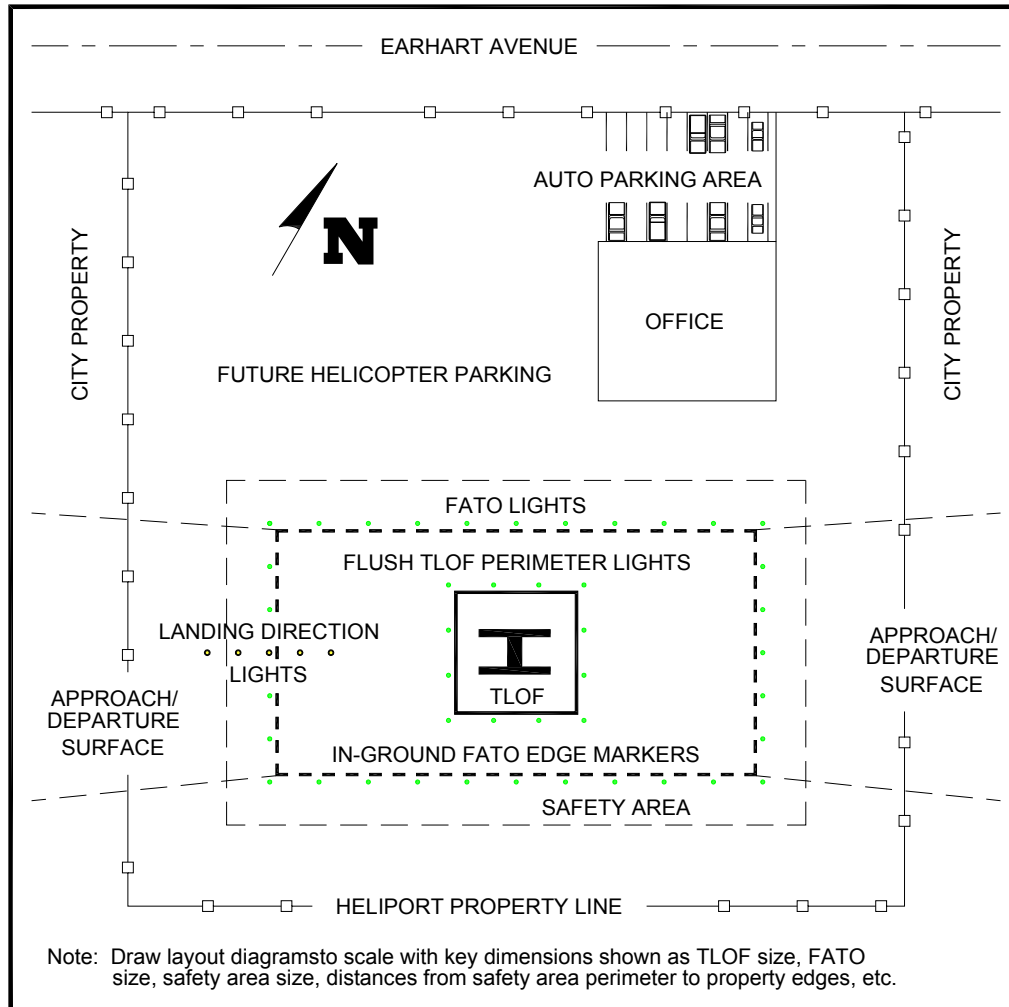 EARHART AVENUE
AUTO PARKING AREA
N
CITY PROPERTY
CITY PROPERTY
OFFICE
FUTURE HELICOPTER PARKING
FATO LIGHTS
FLUSH TLOF PERIMETER LIGHTS
LANDING DIRECTION
LIGHTS
H
TLOF
APPROACH/
DEPARTURE
SURFACE
APPROACH/
DEPARTURE
SURFACE
IN-GROUND FATO EDGE MARKERS
SAFETY AREA
HELIPORT PROPERTY LINE
Note: Draw layout diagramsto scale with key dimensions shown as TLOF size, FATO
size, safety area size, distances from safety area perimeter to property edges, etc.